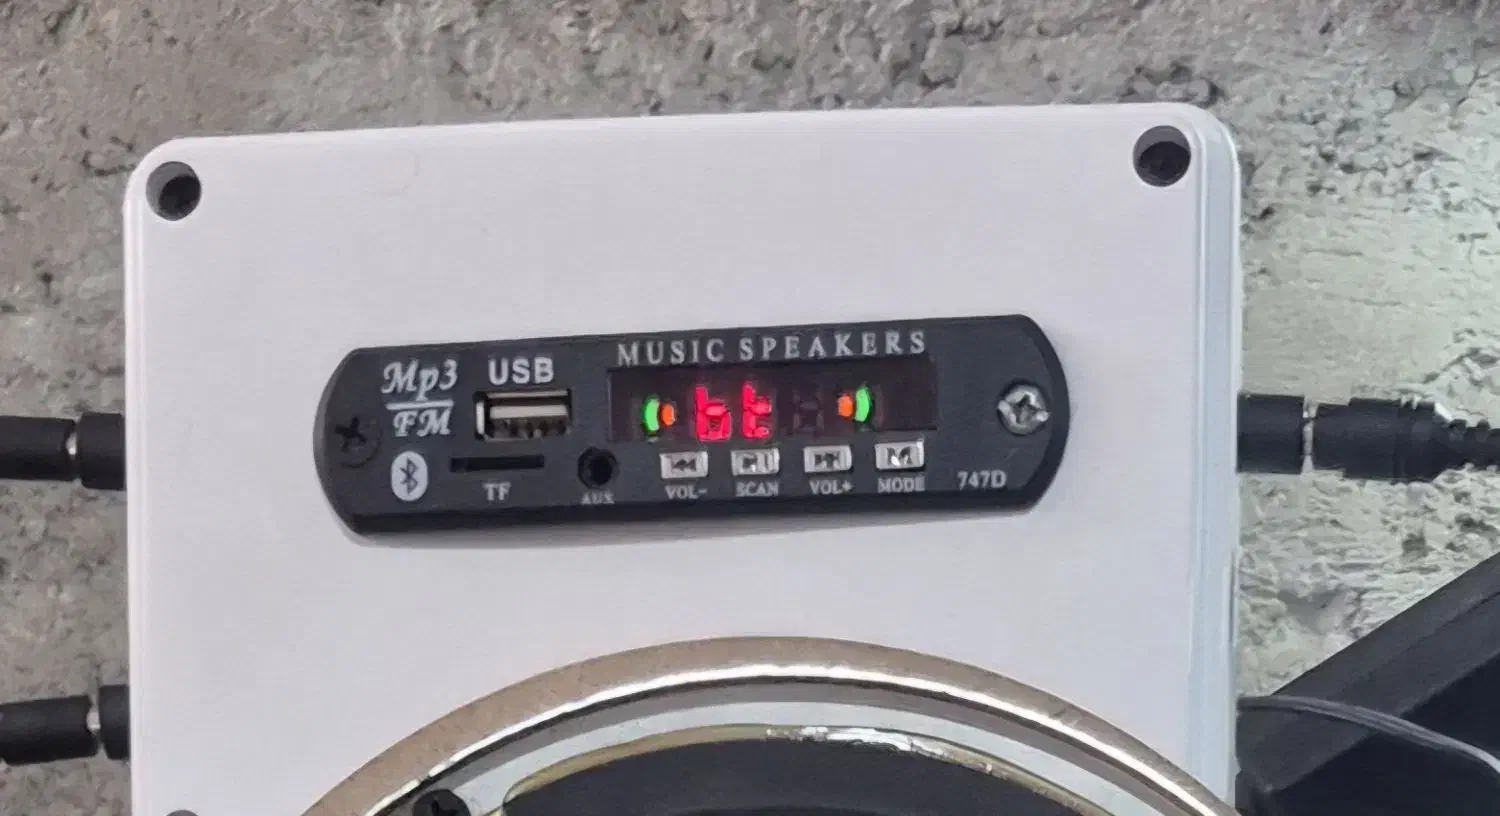 MUSIC SPEAKERS
Mp3
FM
USB
bt
TF
AUX
VOL-
SCAN
VOL+
MODE
M
747D